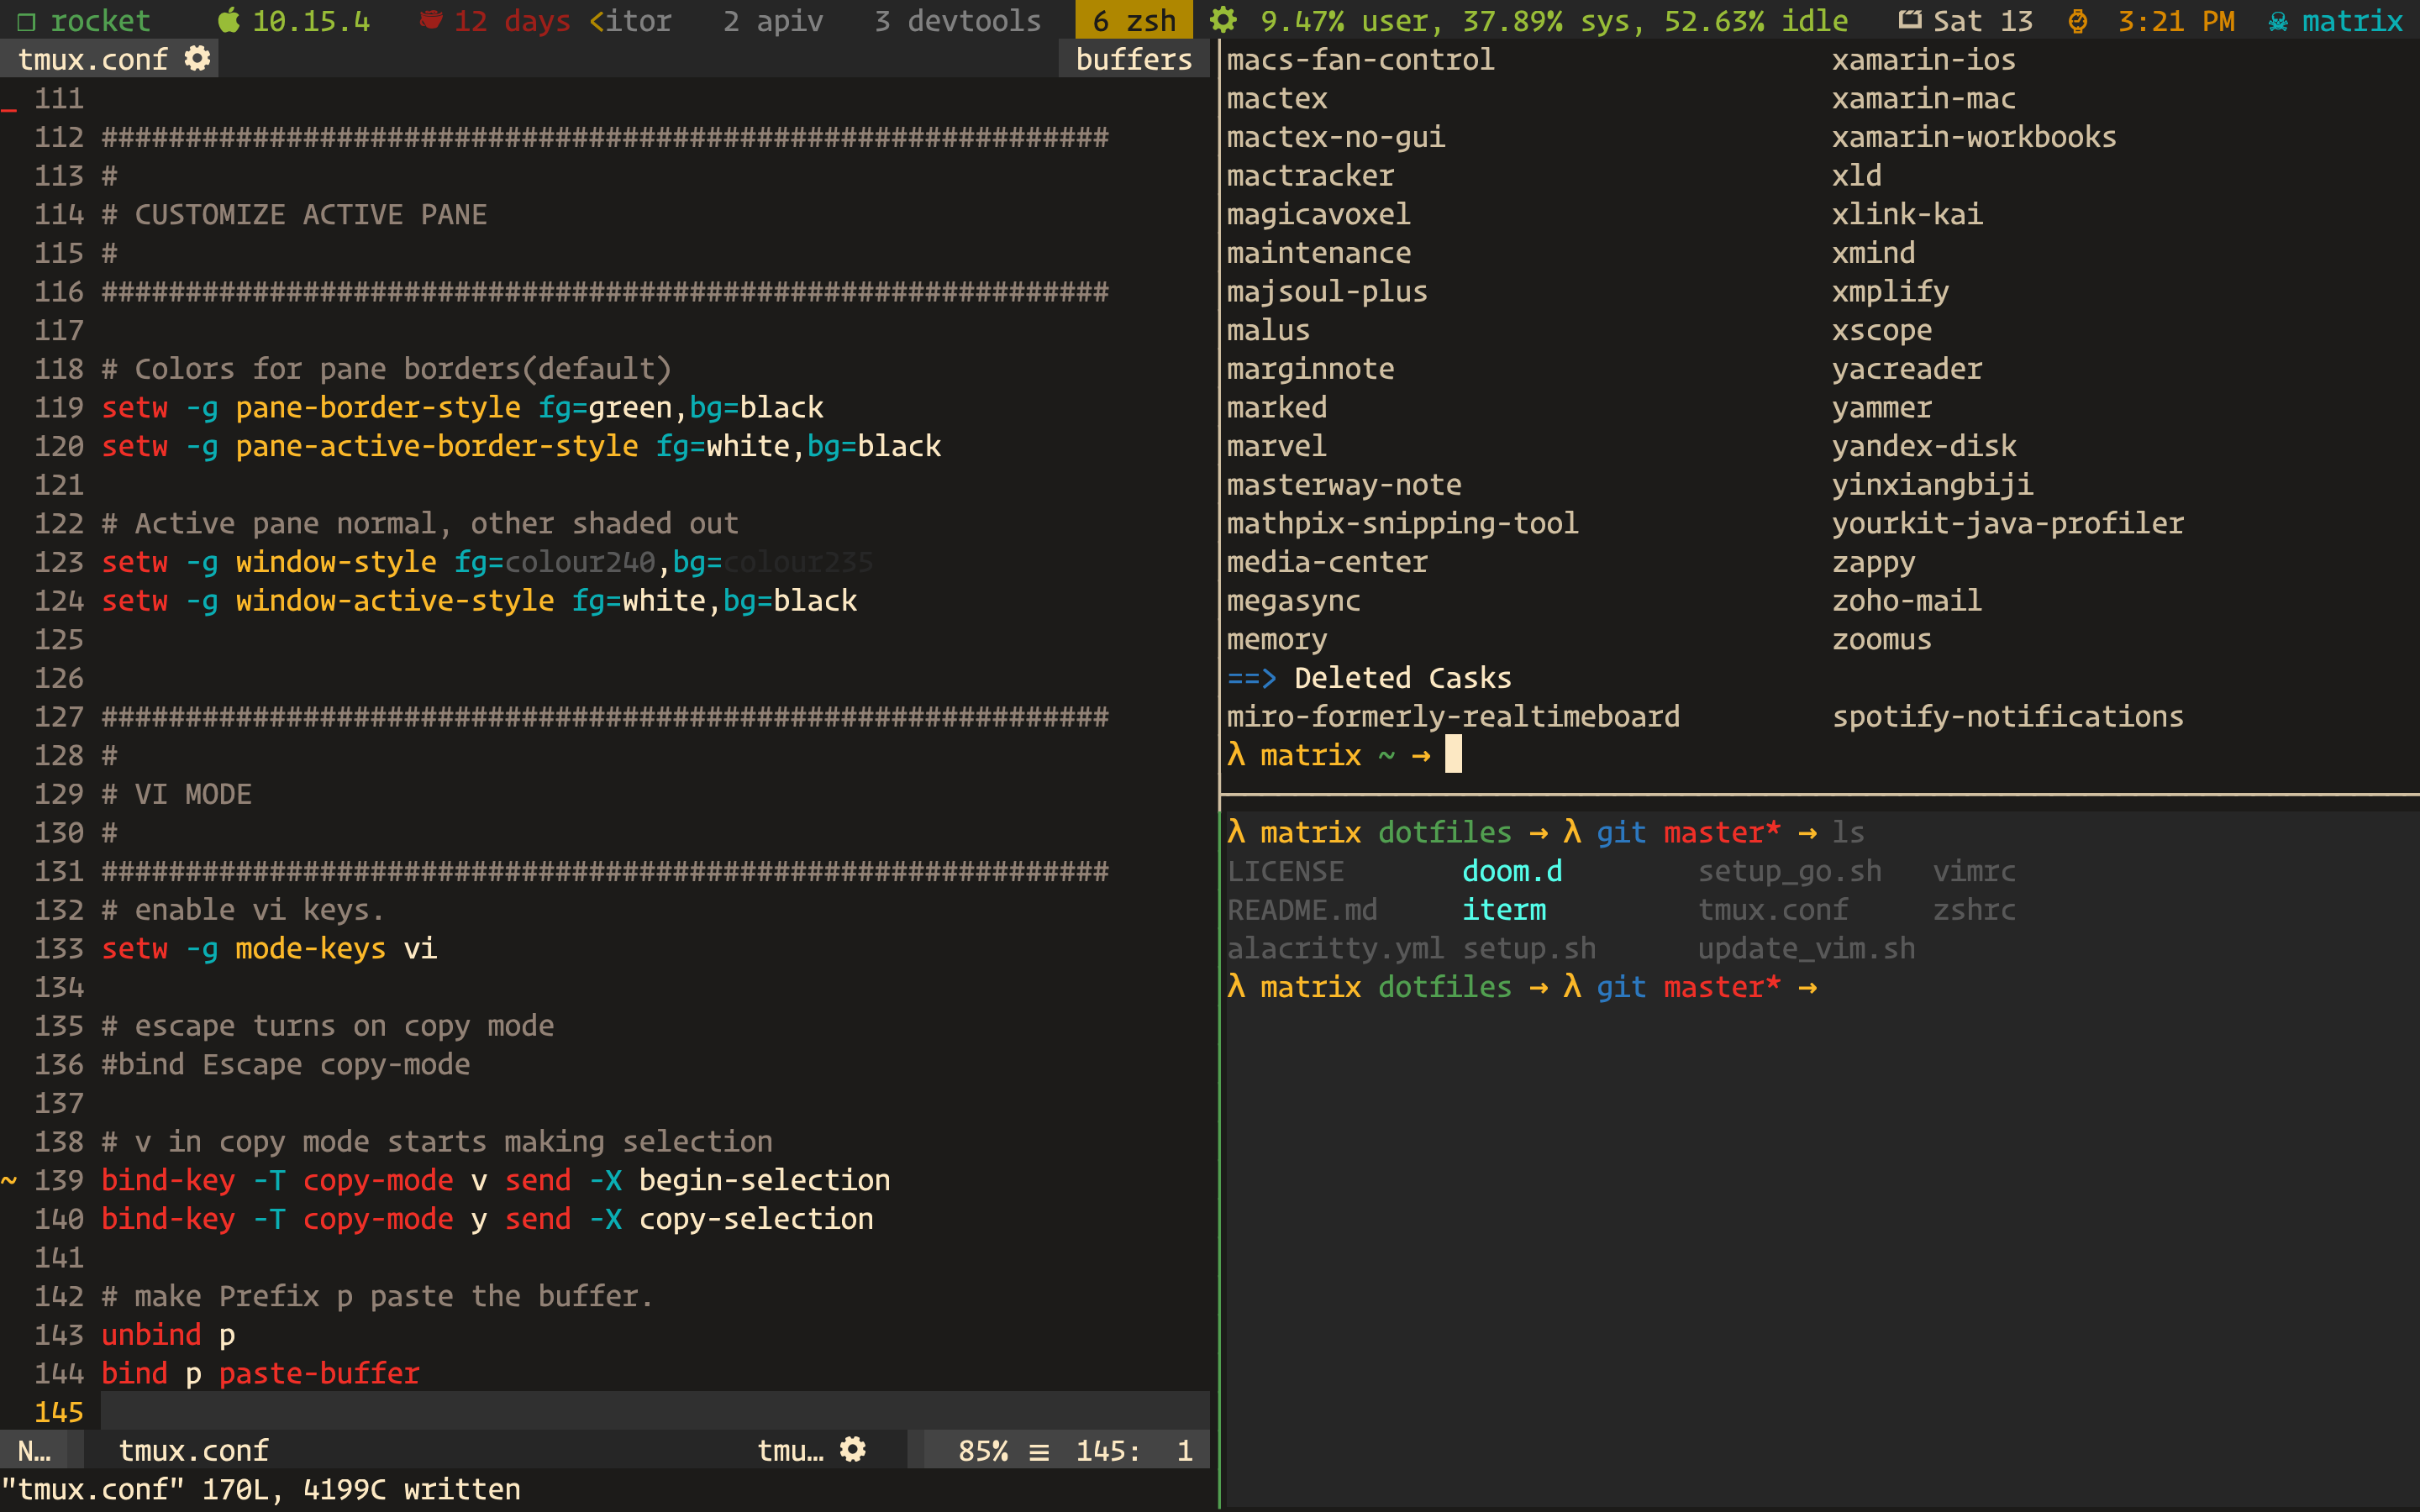 ❐ rocket 10.15.4 12 days <itor 2 apiv 3 devtools 6 zsh 9.47% user, 37.89% sys, 52.63% idle Sat 13 3:21 PM ☠ matrix
tmux.conf buffers
_ 111
112 ############################################################
113 #
114 # CUSTOMIZE ACTIVE PANE
115 #
116 ############################################################
117
118 # Colors for pane borders(default)
119 setw -g pane-border-style fg=green,bg=black
120 setw -g pane-active-border-style fg=white,bg=black
121
122 # Active pane normal, other shaded out
123 setw -g window-style fg=colour240,bg=colour235
124 setw -g window-active-style fg=white,bg=black
125
126
127 ############################################################
128 #
129 # VI MODE
130 #
131 ############################################################
132 # enable vi keys.
133 setw -g mode-keys vi
134
135 # escape turns on copy mode
136 #bind Escape copy-mode
137
138 # v in copy mode starts making selection
~ 139 bind-key -T copy-mode v send -X begin-selection
140 bind-key -T copy-mode y send -X copy-selection
141
142 # make Prefix p paste the buffer.
143 unbind p
144 bind p paste-buffer
145
N… tmux.conf tmu… 85% ≡ 145: 1
"tmux.conf" 170L, 4199C written
macs-fan-control xamarin-ios
mactex xamarin-mac
mactex-no-gui xamarin-workbooks
mactracker xld
magicavoxel xlink-kai
maintenance xmind
majsoul-plus xmplify
malus xscope
marginnote yacreader
marked yammer
marvel yandex-disk
masterway-note yinxiangbiji
mathpix-snipping-tool yourkit-java-profiler
media-center zappy
megasync zoho-mail
memory zoomus
==> Deleted Casks
miro-formerly-realtimeboard spotify-notifications
λ matrix ~ →
λ matrix dotfiles → λ git master* → ls
LICENSE doom.d setup_go.sh vimrc
README.md iterm tmux.conf zshrc
alacritty.yml setup.sh update_vim.sh
λ matrix dotfiles → λ git master* →